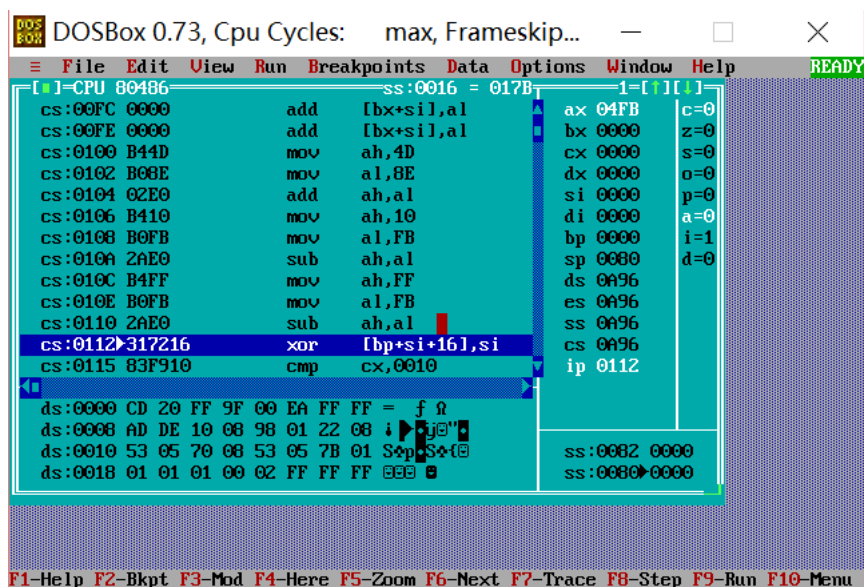 DOSBox 0.73, Cpu Cycles: max, Frameskip...
≡ File Edit View Run Breakpoints Data Options Window Help READY
[■]=CPU 80486 ss:0016 = 017B 1=[↑][↓]
cs:00FC 0000 add [bx+si],al ax 04FB c=0
cs:00FE 0000 add [bx+si],al bx 0000 z=0
cs:0100 B44D mov ah,4D cx 0000 s=0
cs:0102 B08E mov al,8E dx 0000 o=0
cs:0104 02E0 add ah,al si 0000 p=0
cs:0106 B410 mov ah,10 di 0000 a=0
cs:0108 B0FB mov al,FB bp 0000 i=1
cs:010A 2AE0 sub ah,al sp 0080 d=0
cs:010C B4FF mov ah,FF ds 0A96
cs:010E B0FB mov al,FB es 0A96
cs:0110 2AE0 sub ah,al ss 0A96
cs:0112►317216 xor [bp+si+16],si cs 0A96
cs:0115 83F910 cmp cx,0010 ip 0112
ds:0000 CD 20 FF 9F 00 EA FF FF = ƒ Ω
ds:0008 AD DE 10 08 98 01 22 08
ds:0010 53 05 70 08 53 05 7B 01 ss:0082 0000
ds:0018 01 01 01 00 02 FF FF FF ss:0080►0000
F1-Help F2-Bkpt F3-Mod F4-Here F5-Zoom F6-Next F7-Trace F8-Step F9-Run F10-Menu